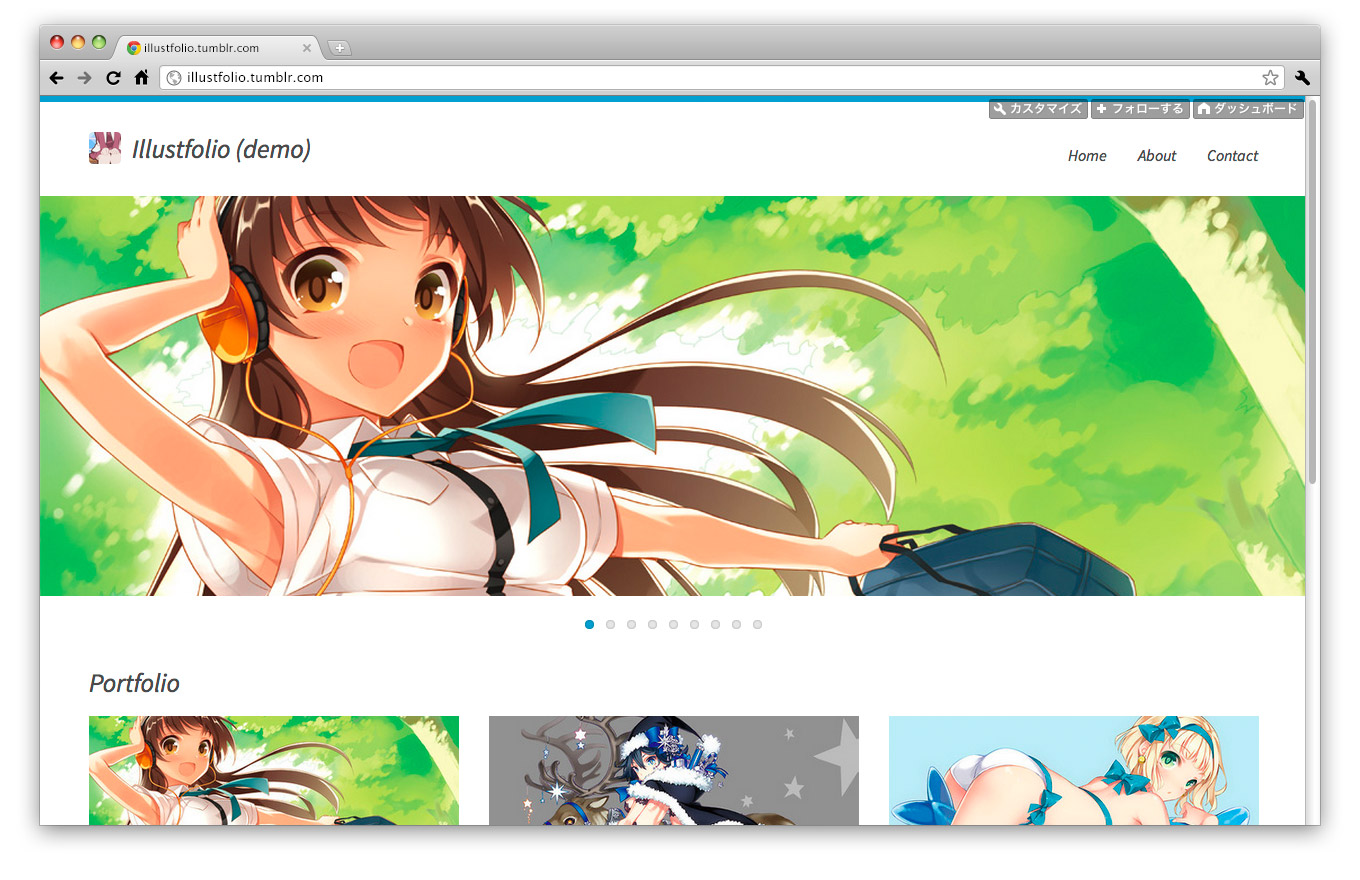 illustfolio.tumblr.com
illustfolio.tumblr.com
カスタマイズ フォローする ダッシュボード
Illustfolio (demo)
Home About Contact
Portfolio